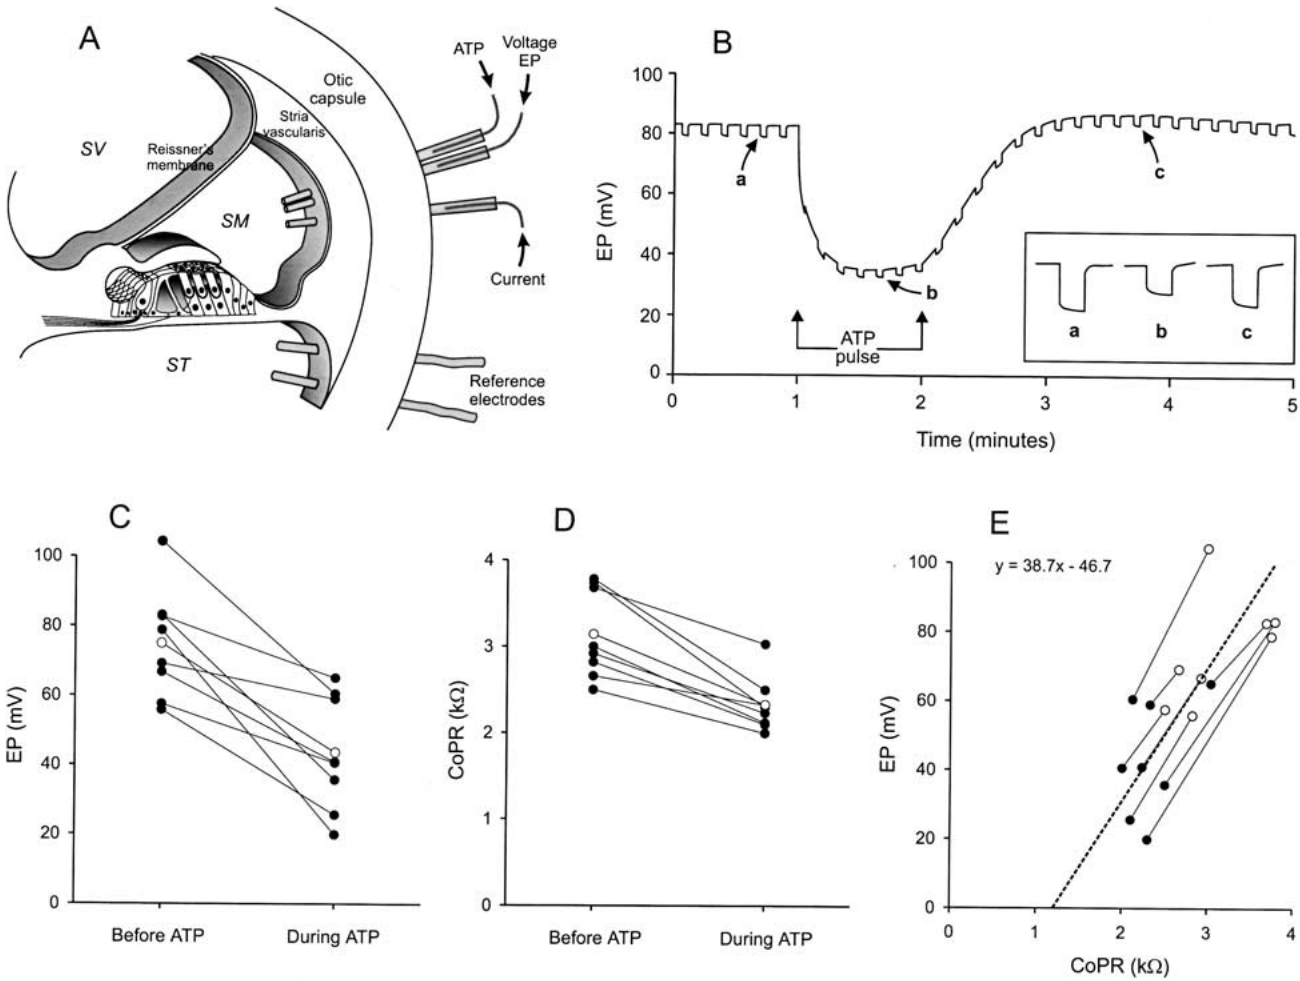 A
ATP
Voltage
EP
Otic
capsule
Stria
vascularis
SV
Reissner's
membrane
SM
Current
ST
Reference
electrodes
B
100
80
60
40
20
0
EP (mV)
a
b
c
ATP
pulse
a b c
0 1 2 3 4 5
Time (minutes)
C
100
80
60
40
20
0
EP (mV)
Before ATP During ATP
D
4
3
2
1
0
CoPR (kΩ)
Before ATP During ATP
E
y = 38.7x - 46.7
100
80
60
40
20
0
EP (mV)
0 1 2 3 4
CoPR (kΩ)